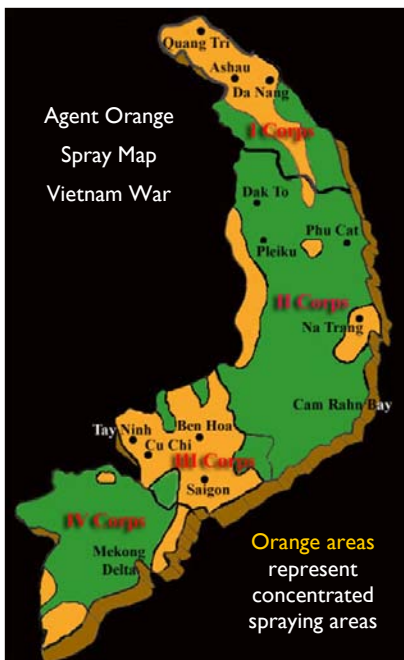 Quang Tri
Ashau
Da Nang
Agent Orange
Spray Map
Vietnam War
I Corps
Dak To
Phu Cat
Pleiku
II Corps
Na Trang
Cam Rahn Bay
Tay Ninh
Ben Hoa
Cu Chi
III Corps
Saigon
IV Corps
Mekong
Delta
Orange areas
represent
concentrated
spraying areas